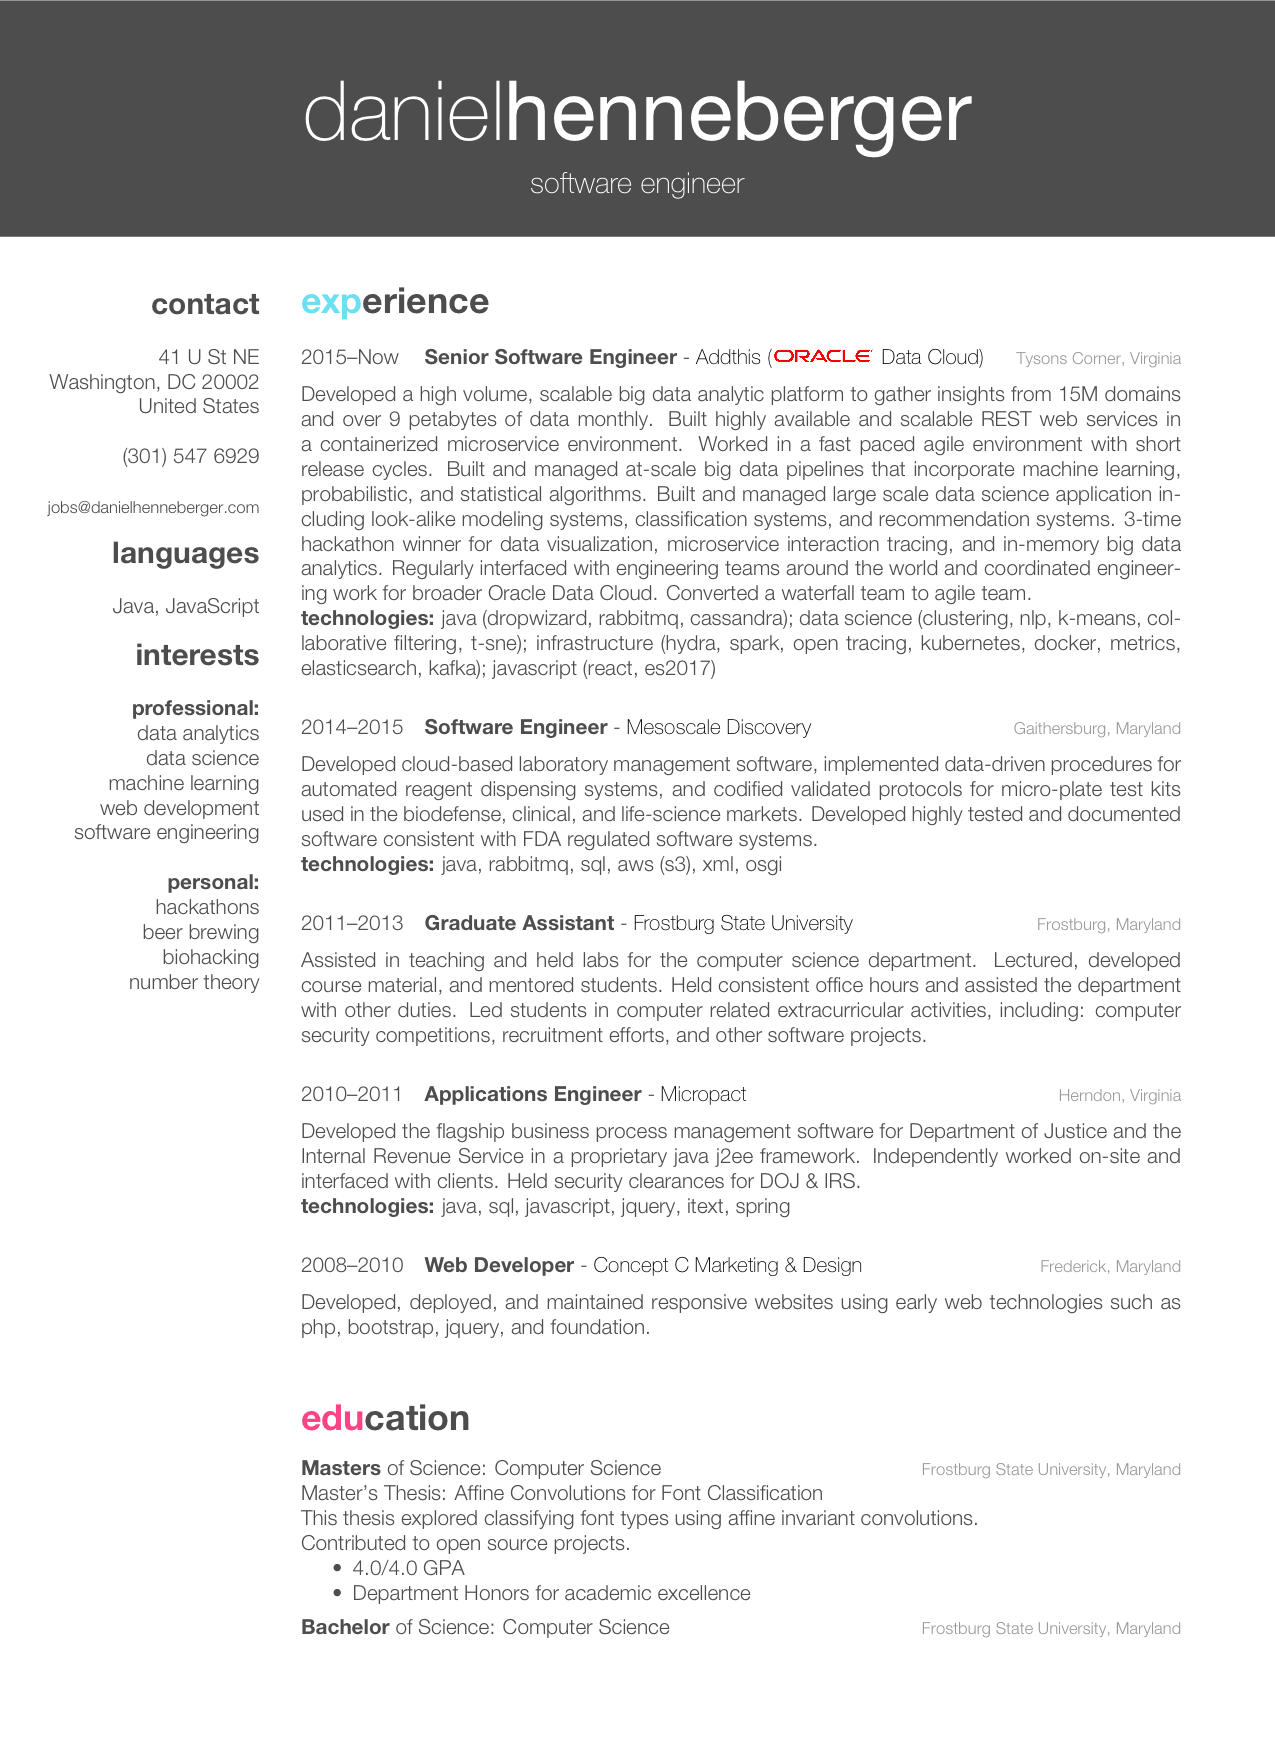 danielhenneberger
software engineer
contact
41 U St NE
Washington, DC 20002
United States
(301) 547 6929
jobs@danielhenneberger.com
languages
Java, JavaScript
interests
professional:
data analytics
data science
machine learning
web development
software engineering
personal:
hackathons
beer brewing
biohacking
number theory
experience
2015–Now Senior Software Engineer - Addthis (ORACLE Data Cloud) Tysons Corner, Virginia
Developed a high volume, scalable big data analytic platform to gather insights from 15M domains
and over 9 petabytes of data monthly. Built highly available and scalable REST web services in
a containerized microservice environment. Worked in a fast paced agile environment with short
release cycles. Built and managed at-scale big data pipelines that incorporate machine learning,
probabilistic, and statistical algorithms. Built and managed large scale data science application in-
cluding look-alike modeling systems, classification systems, and recommendation systems. 3-time
hackathon winner for data visualization, microservice interaction tracing, and in-memory big data
analytics. Regularly interfaced with engineering teams around the world and coordinated engineer-
ing work for broader Oracle Data Cloud. Converted a waterfall team to agile team.
technologies: java (dropwizard, rabbitmq, cassandra); data science (clustering, nlp, k-means, col-
laborative filtering, t-sne); infrastructure (hydra, spark, open tracing, kubernetes, docker, metrics,
elasticsearch, kafka); javascript (react, es2017)
2014–2015 Software Engineer - Mesoscale Discovery Gaithersburg, Maryland
Developed cloud-based laboratory management software, implemented data-driven procedures for
automated reagent dispensing systems, and codified validated protocols for micro-plate test kits
used in the biodefense, clinical, and life-science markets. Developed highly tested and documented
software consistent with FDA regulated software systems.
technologies: java, rabbitmq, sql, aws (s3), xml, osgi
2011–2013 Graduate Assistant - Frostburg State University Frostburg, Maryland
Assisted in teaching and held labs for the computer science department. Lectured, developed
course material, and mentored students. Held consistent office hours and assisted the department
with other duties. Led students in computer related extracurricular activities, including: computer
security competitions, recruitment efforts, and other software projects.
2010–2011 Applications Engineer - Micropact Herndon, Virginia
Developed the flagship business process management software for Department of Justice and the
Internal Revenue Service in a proprietary java j2ee framework. Independently worked on-site and
interfaced with clients. Held security clearances for DOJ & IRS.
technologies: java, sql, javascript, jquery, itext, spring
2008–2010 Web Developer - Concept C Marketing & Design Frederick, Maryland
Developed, deployed, and maintained responsive websites using early web technologies such as
php, bootstrap, jquery, and foundation.
education
Masters of Science: Computer Science Frostburg State University, Maryland
Master's Thesis: Affine Convolutions for Font Classification
This thesis explored classifying font types using affine invariant convolutions.
Contributed to open source projects.
• 4.0/4.0 GPA
• Department Honors for academic excellence
Bachelor of Science: Computer Science Frostburg State University, Maryland